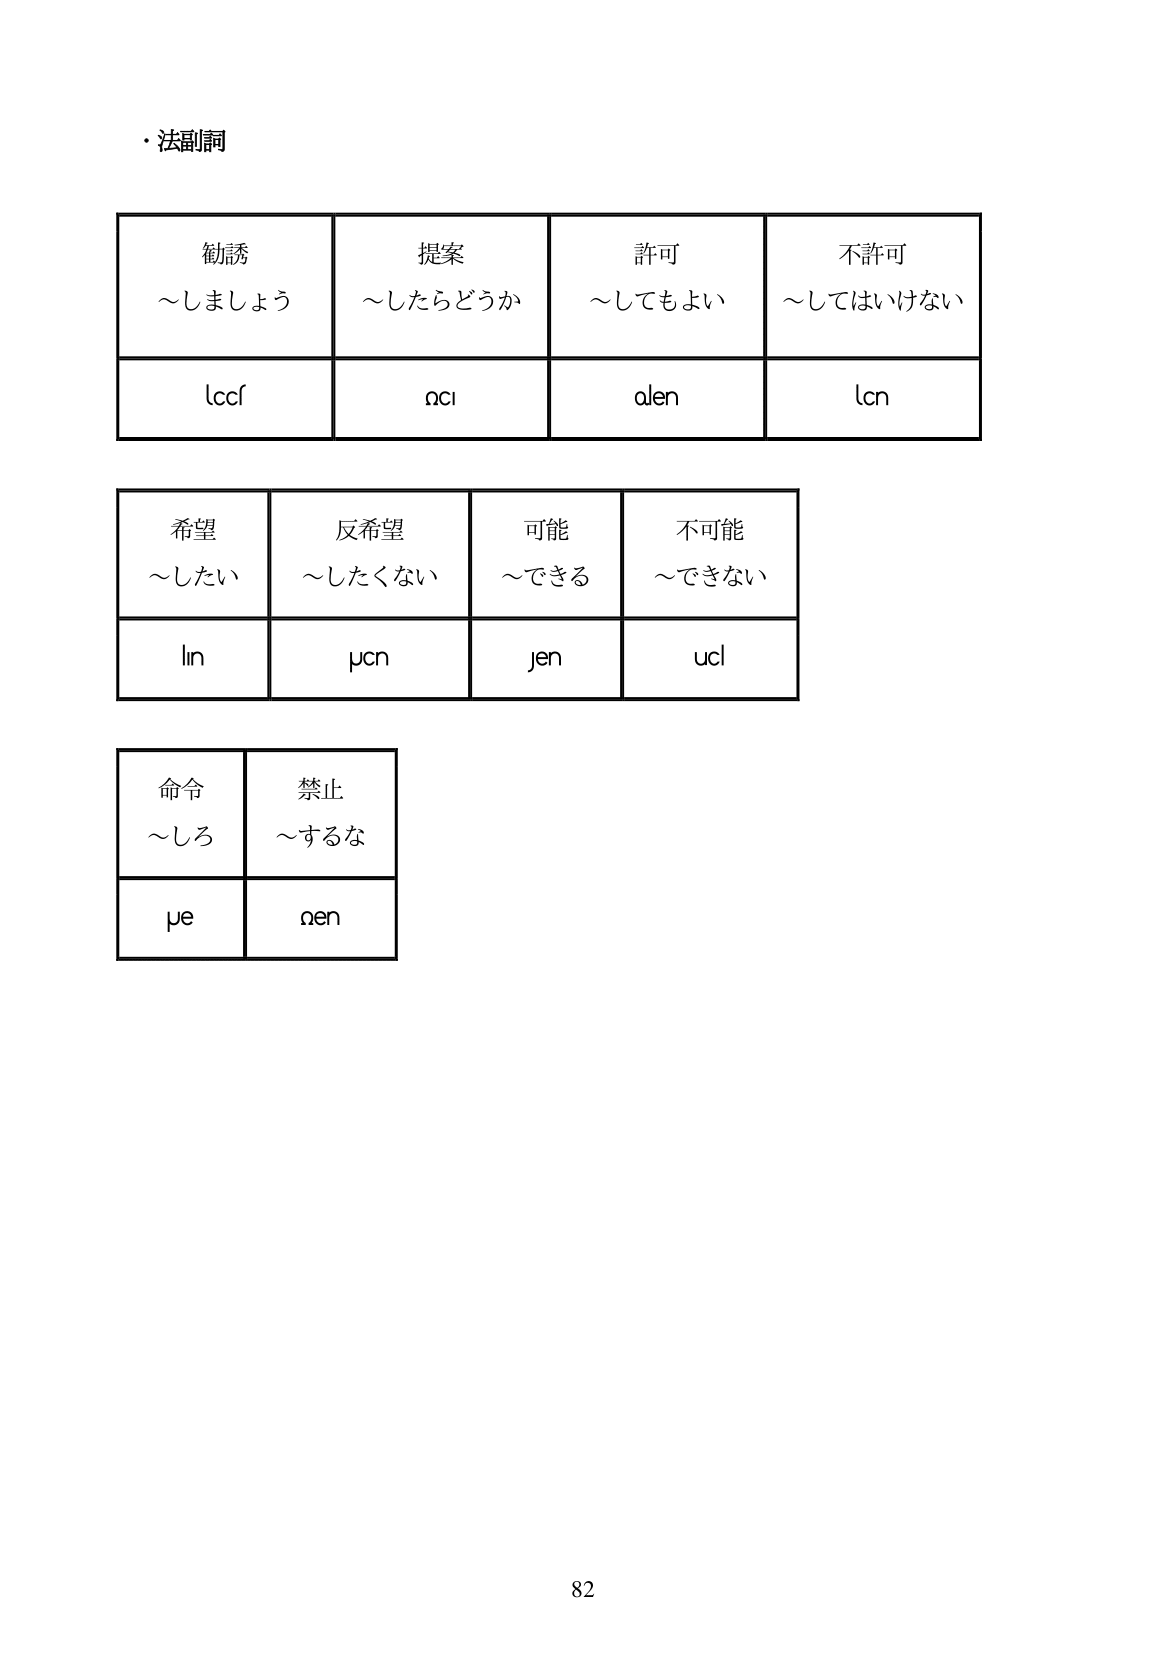 ・法副詞
勧誘 提案 許可 不許可
～しましょう ～したらどうか ～してもよい ～してはいけない
lccſ Ωcı ɑlen lcn
希望 反希望 可能 不可能
～したい ～したくない ～できる ～できない
lın µcn ȷen ucl
命令 禁止
～しろ ～するな
µe Ωen
82